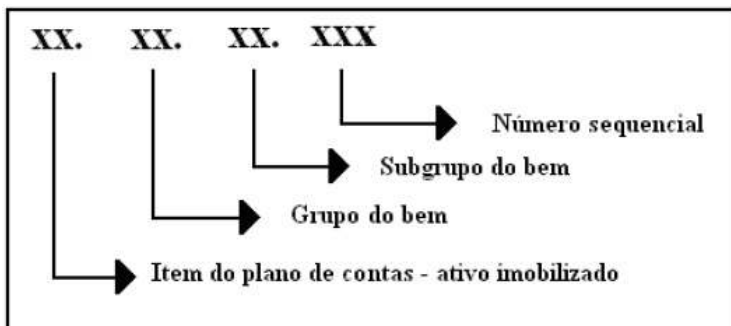 XX. XX. XX. XXX
Número sequencial
Subgrupo do bem
Grupo do bem
Item do plano de contas - ativo imobilizado